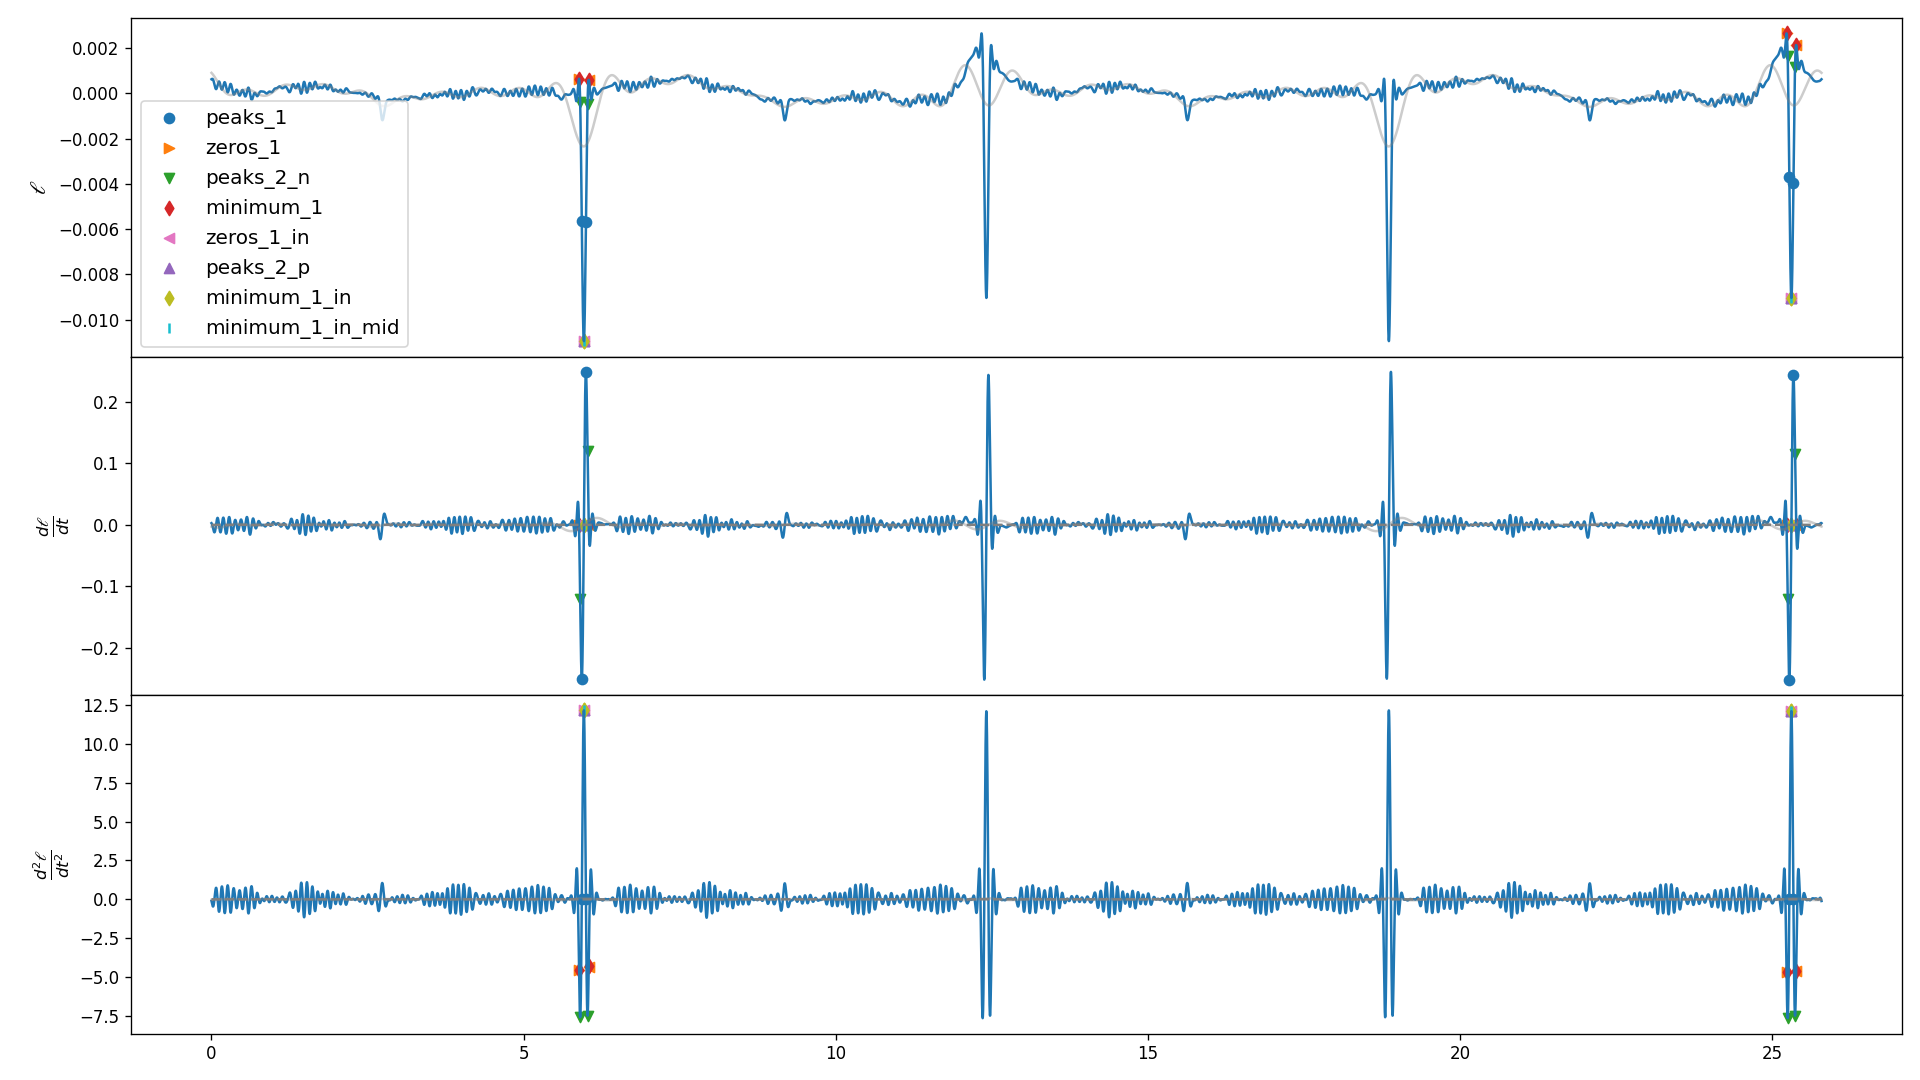 0.002
0.000
−0.002
−0.004
−0.006
−0.008
−0.010
ℓ
peaks_1
zeros_1
peaks_2_n
minimum_1
zeros_1_in
peaks_2_p
minimum_1_in
minimum_1_in_mid
0.2
0.1
0.0
−0.1
−0.2
dℓ
dt
12.5
10.0
7.5
5.0
2.5
0.0
−2.5
−5.0
−7.5
d²ℓ
dt²
0 5 10 15 20 25